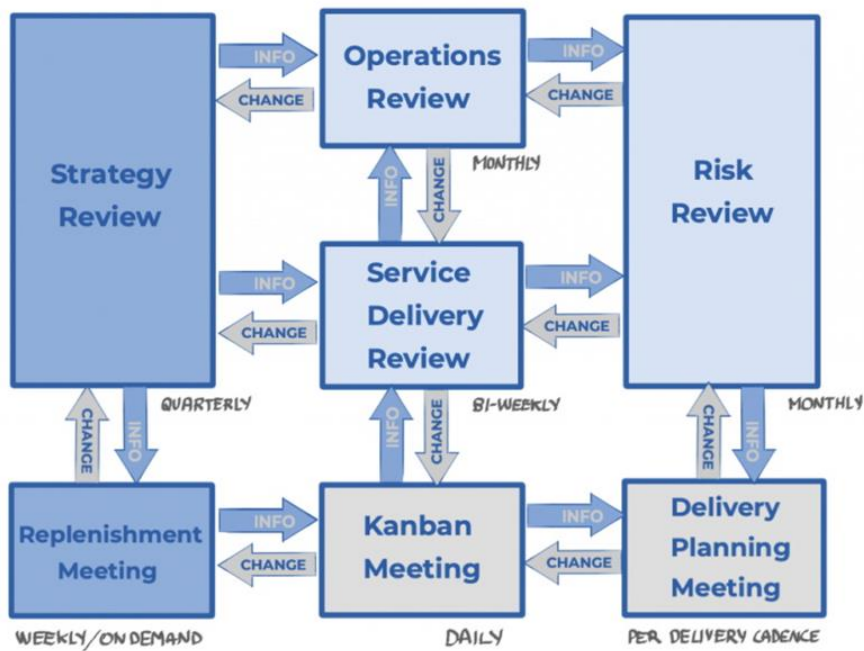 INFO
Operations
Review
INFO
CHANGE
CHANGE
Strategy
Review
Risk
Review
INFO
CHANGE
MONTHLY
INFO
Service
Delivery
Review
INFO
CHANGE
CHANGE
QUARTERLY
BI-WEEKLY
MONTHLY
CHANGE
INFO
INFO
CHANGE
CHANGE
INFO
Replenishment
Meeting
INFO
CHANGE
Kanban
Meeting
INFO
CHANGE
Delivery
Planning
Meeting
WEEKLY/ON DEMAND
DAILY
PER DELIVERY CADENCE